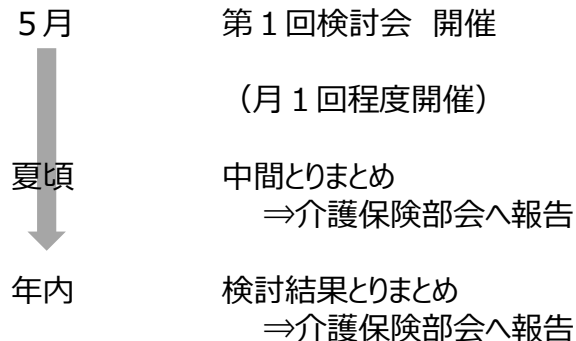 ５月 第１回検討会 開催
（月１回程度開催）
夏頃 中間とりまとめ
⇒介護保険部会へ報告
年内 検討結果とりまとめ
⇒介護保険部会へ報告